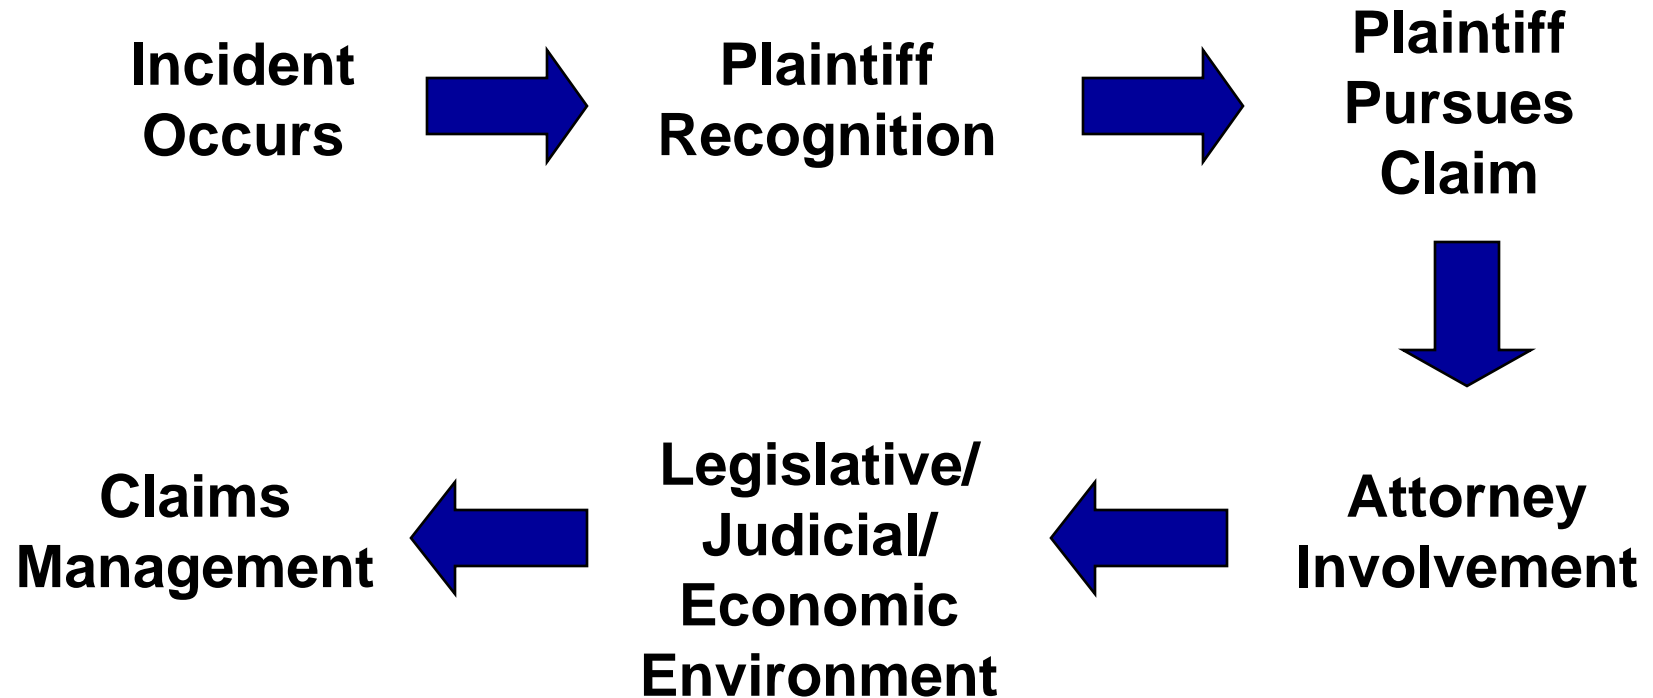 Incident
Occurs
Plaintiff
Recognition
Plaintiff
Pursues
Claim
Attorney
Involvement
Legislative/
Judicial/
Economic
Environment
Claims
Management